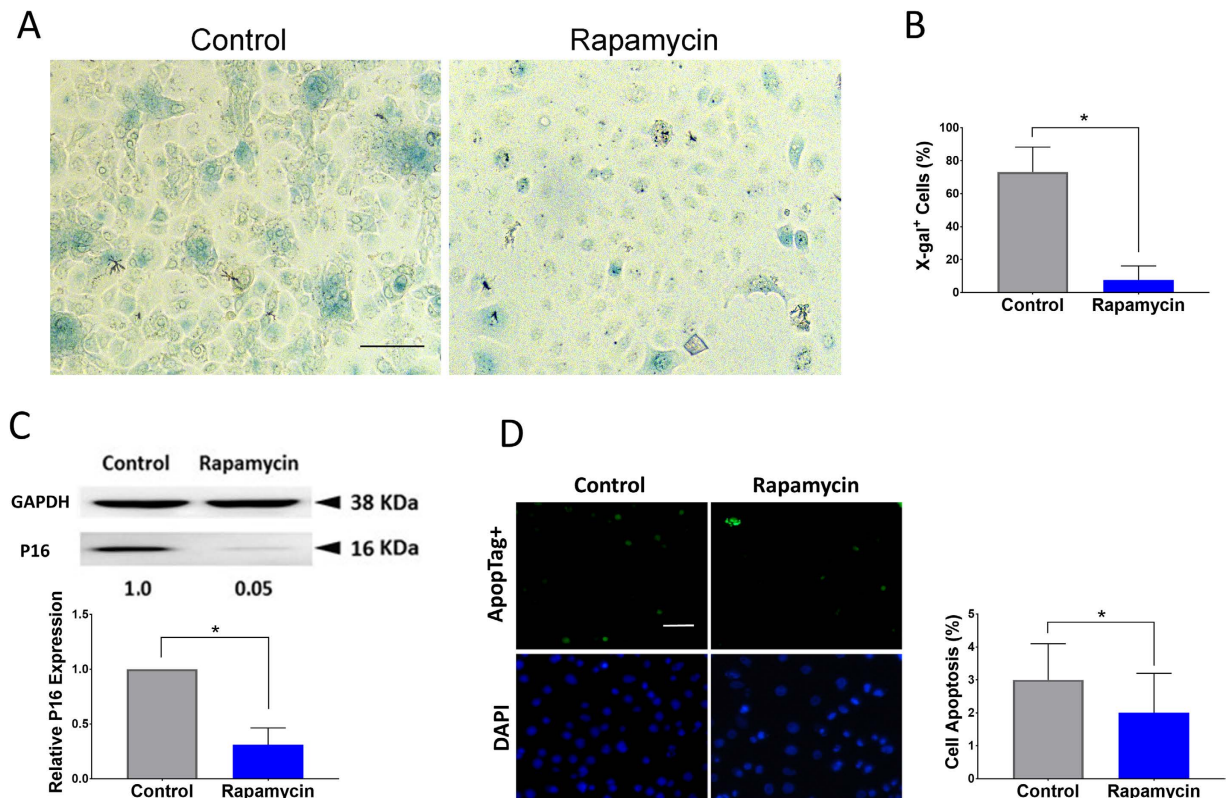 A
Control
Rapamycin
B
X-gal+ Cells (%)
100
80
60
40
20
0
*
Control
Rapamycin
C
Control
Rapamycin
GAPDH
38 KDa
P16
16 KDa
1.0
0.05
Relative P16 Expression
1.5
1.0
0.5
0.0
*
Control
Rapamycin
D
Control
Rapamycin
ApopTag+
DAPI
Cell Apoptosis (%)
5
4
3
2
1
0
*
Control
Rapamycin